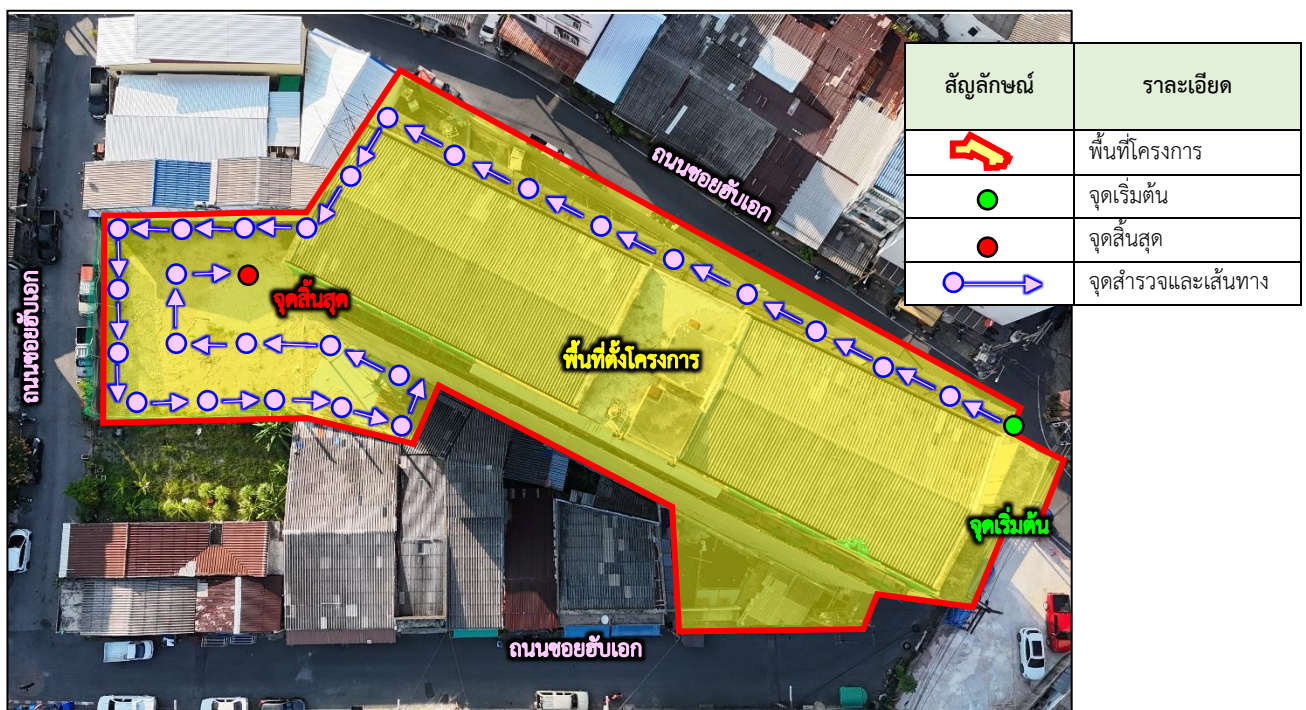 สัญลักษณ์ ราละเอียด
พื้นที่โครงการ
จุดเริ่มต้น
จุดสิ้นสุด
จุดสำรวจและเส้นทาง
ถนนซอยฮับเอก
ถนนซอยฮับเอก
จุดสิ้นสุด
พื้นที่ตั้งโครงการ
จุดเริ่มต้น
ถนนซอยฮับเอก